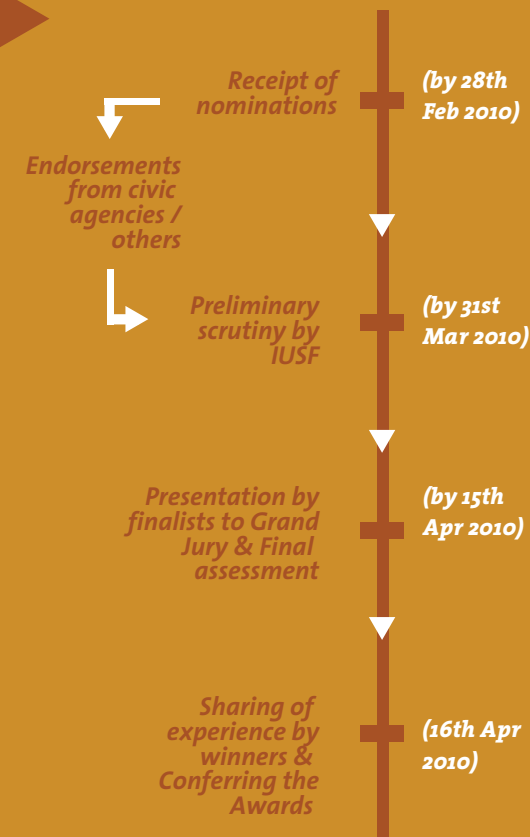 Receipt of
nominations
(by 28th
Feb 2010)
Endorsements
from civic
agencies /
others
Preliminary
scrutiny by
IUSF
(by 31st
Mar 2010)
Presentation by
finalists to Grand
Jury & Final
assessment
(by 15th
Apr 2010)
Sharing of
experience by
winners &
Conferring the
Awards
(16th Apr
2010)